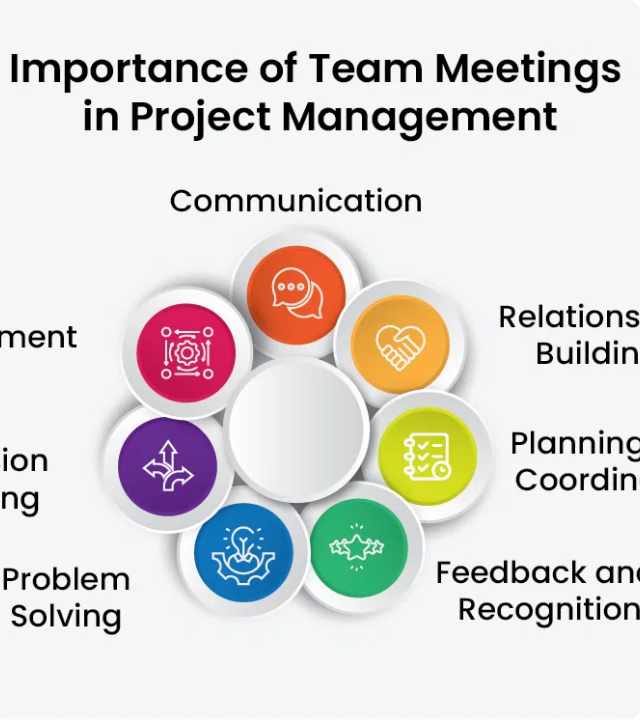 Importance of Team Meetings
in Project Management
Communication
ment
Relations
Buildin
ion
ng
Planning
Coordin
Problem
Solving
Feedback and
Recognition